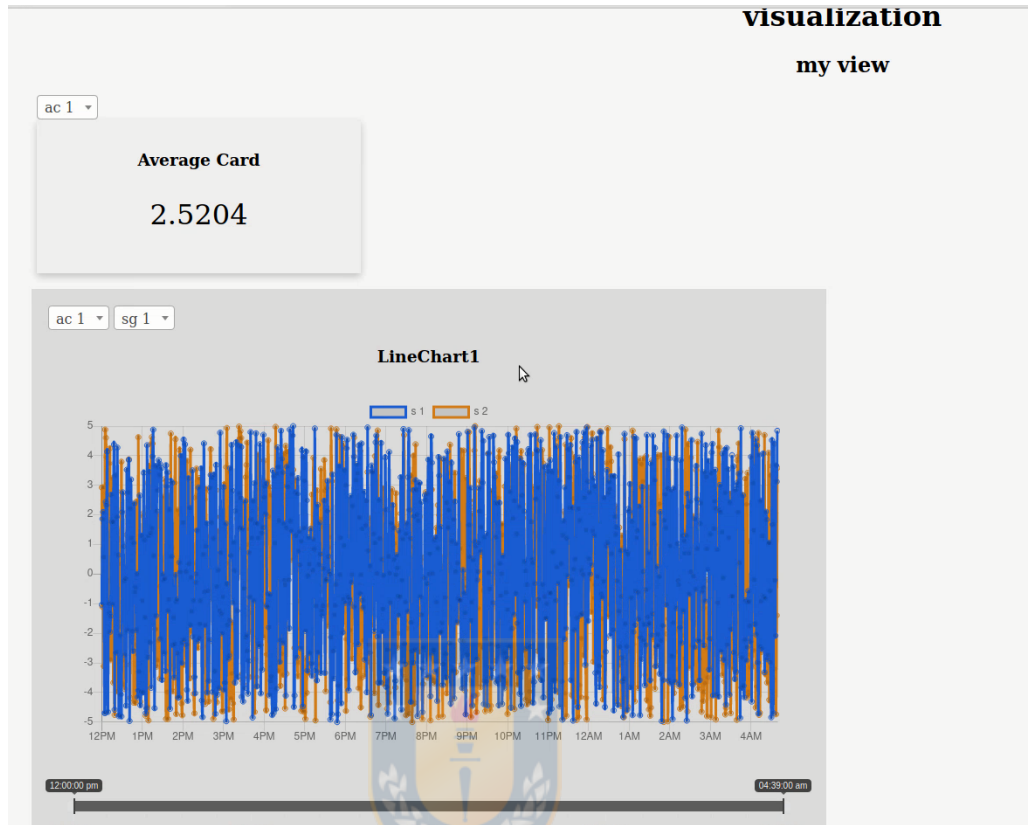 visualization
my view
ac 1
Average Card
2.5204
ac 1 sg 1
LineChart1
s 1 s 2
5
4
3
2
1
0
-1
-2
-3
-4
-5
12PM 1PM 2PM 3PM 4PM 5PM 6PM 7PM 8PM 9PM 10PM 11PM 12AM 1AM 2AM 3AM 4AM
12:00:00 pm 04:39:00 am